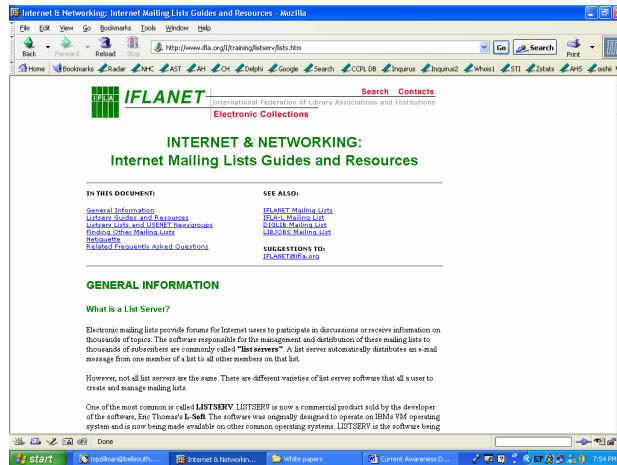 Internet & Networking: Internet Mailing Lists Guides and Resources - Mozilla
File Edit View Go Bookmarks Tools Window Help
Back Forward Reload Stop http://www.ifla.org/I/training/listserv/lists.htm Go Search Print
Home Bookmarks Radar NHC AST AH CH Delphi Google Search CCPL DB Inquirus Inquirus2 Whois1 STI Zstats AHS oishii
IFLA IFLANET Search Contacts
International Federation of Library Associations and Institutions
Electronic Collections
INTERNET & NETWORKING:
Internet Mailing Lists Guides and Resources
IN THIS DOCUMENT:
General Information
Listserv Guides and Resources
Listserv Lists and USENET Newsgroups
Finding Other Mailing Lists
Netiquette
Related Frequently Asked Questions
SEE ALSO:
IFLANET Mailing Lists
IFLA-L Mailing List
DIGLIB Mailing List
LIBJOBS Mailing List
SUGGESTIONS TO:
IFLANET@ifla.org
GENERAL INFORMATION
What is a List Server?
Electronic mailing lists provide forums for Internet users to participate in discussions or receive information on
thousands of topics. The software responsible for the management and distribution of these mailing lists to
thousands of subscribers are commonly called "list servers". A list server automatically distributes an e-mail
message from one member of a list to all other members on that list.
However, not all list servers are the same. There are different varieties of list server software that all a user to
create and manage mailing lists.
One of the most common is called LISTSERV. LISTSERV is now a commercial product sold by the developer
of the software, Eric Thomas's L-Soft. The software was originally designed to operate on IBMs VM operating
system and is now being made available on other common operating systems. LISTSERV is the software being
Done
start mpzillman@bellsouth.... Internet & Networkin... White papers Current Awareness D... 7:54 PM